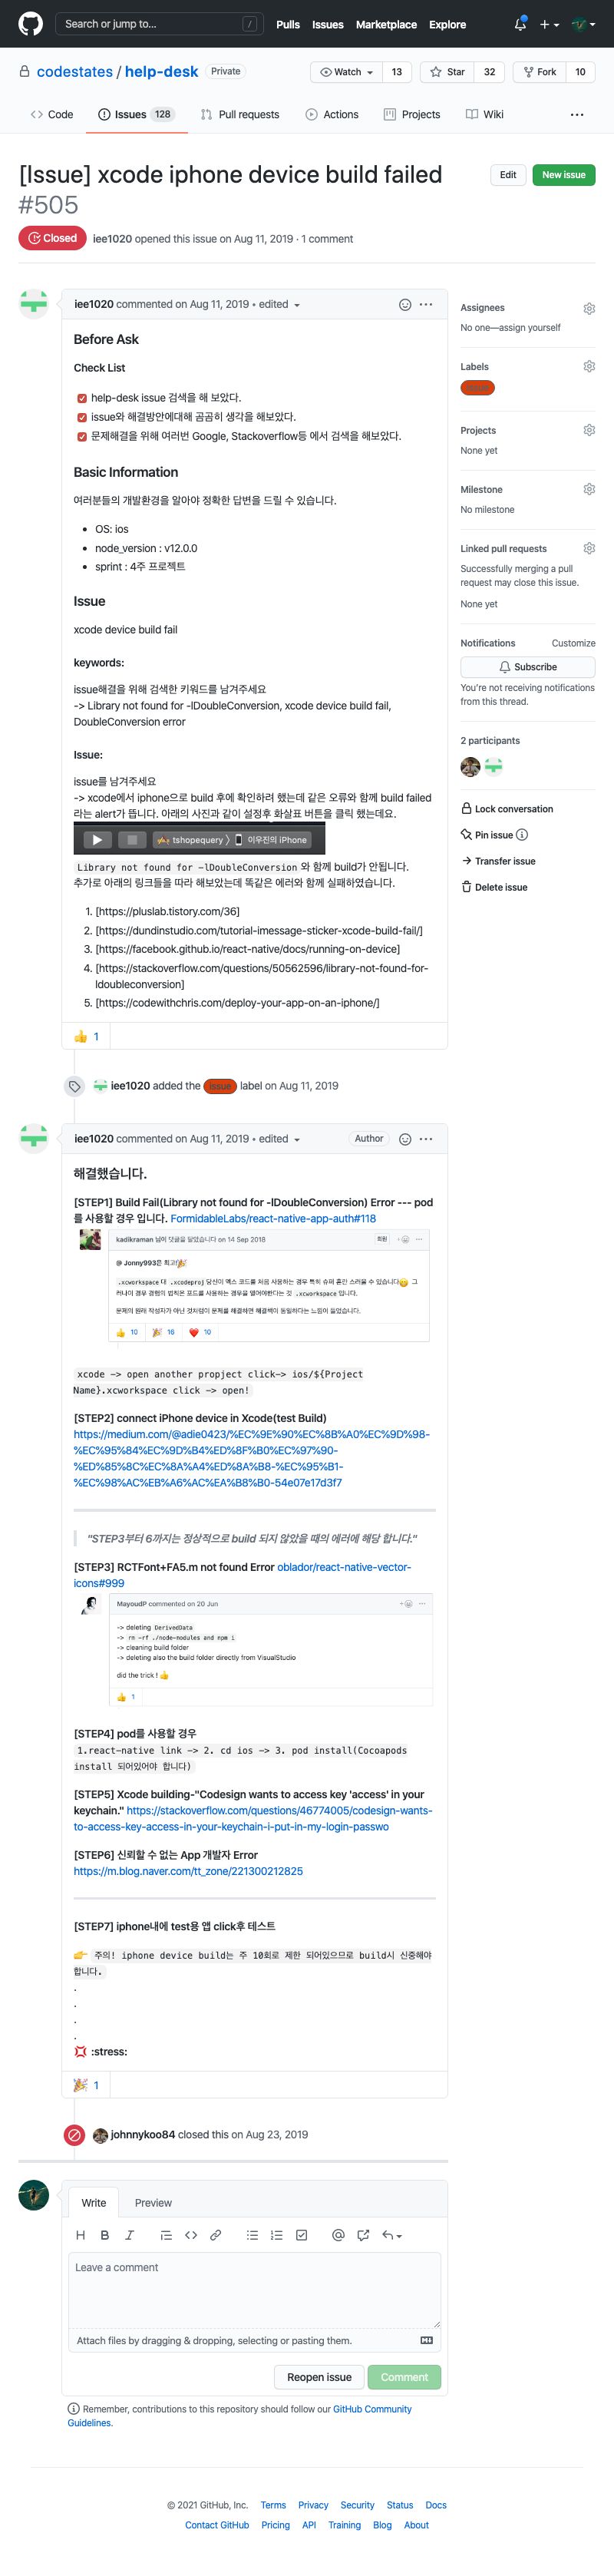 Search or jump to... /
Pulls Issues Marketplace Explore
codestates / help-desk Private
Watch 13 Star 32 Fork 10
Code Issues 128 Pull requests Actions Projects Wiki
[Issue] xcode iphone device build failed
#505
Edit New issue
Closed iee1020 opened this issue on Aug 11, 2019 · 1 comment
iee1020 commented on Aug 11, 2019 • edited
Before Ask
Check List
help-desk issue 검색을 해 보았다.
issue와 해결방안에대해 곰곰히 생각을 해보았다.
문제해결을 위해 여러번 Google, Stackoverflow등 에서 검색을 해보았다.
Basic Information
여러분들의 개발환경을 알아야 정확한 답변을 드릴 수 있습니다.
OS: ios
node_version : v12.0.0
sprint : 4주 프로젝트
Issue
xcode device build fail
keywords:
issue해결을 위해 검색한 키워드를 남겨주세요
-> Library not found for -lDoubleConversion, xcode device build fail,
DoubleConversion error
Issue:
issue를 남겨주세요
-> xcode에서 iphone으로 build 후에 확인하려 했는데 같은 오류와 함께 build failed
라는 alert가 뜹니다. 아래의 사진과 같이 설정후 화살표 버튼을 클릭 했는데요.
tshopequery 이우진의 iPhone
Library not found for -lDoubleConversion 와 함께 build가 안됩니다.
추가로 아래의 링크들을 따라 해보았는데 똑같은 에러와 함께 실패하였습니다.
1. [https://pluslab.tistory.com/36]
2. [https://dundinstudio.com/tutorial-imessage-sticker-xcode-build-fail/]
3. [https://facebook.github.io/react-native/docs/running-on-device]
4. [https://stackoverflow.com/questions/50562596/library-not-found-for-
ldoubleconversion]
5. [https://codewithchris.com/deploy-your-app-on-an-iphone/]
1
iee1020 added the issue label on Aug 11, 2019
iee1020 commented on Aug 11, 2019 • edited Author
해결했습니다.
[STEP1] Build Fail(Library not found for -lDoubleConversion) Error --- pod
를 사용할 경우 입니다. FormidableLabs/react-native-app-auth#118
kadikraman 님이 댓글을 달았습니다 on 14 Sep 2018 회원
@ Jonny993은 최고!
.xcworkspace 대 .xcodeproj 당신이 엑스 코드를 처음 사용하는 경우 특히 슈퍼 혼란 스러울 수 있습니다 그
러나이 경우 경험의 법칙은 포드를 사용하는 경우을 열어야한다는 것 .xcworkspace 입니다.
문제의 원래 작성자가 아닌 것처럼이 문제를 해결하면 해결책이 동일하다는 느낌이 들었습니다.
10 16 10
xcode -> open another propject click-> ios/${Project
Name}.xcworkspace click -> open!
[STEP2] connect iPhone device in Xcode(test Build)
https://medium.com/@adie0423/%EC%9E%90%EC%8B%A0%EC%9D%98-
%EC%95%84%EC%9D%B4%ED%8F%B0%EC%97%90-
%ED%85%8C%EC%8A%A4%ED%8A%B8-%EC%95%B1-
%EC%98%AC%EB%A6%AC%EA%B8%B0-54e07e17d3f7
"STEP3부터 6까지는 정상적으로 build 되지 않았을 때의 에러에 해당 합니다."
[STEP3] RCTFont+FA5.m not found Error oblador/react-native-vector-
icons#999
MayoudP commented on 20 Jun
-> deleting DerivedData
-> rm -rf ./node-modules and npm i
-> cleaning build folder
-> deleting also the build folder directly from VisualStudio
did the trick !
1
[STEP4] pod를 사용할 경우
1.react-native link -> 2. cd ios -> 3. pod install(Cocoapods
install 되어있어야 합니다)
[STEP5] Xcode building-"Codesign wants to access key 'access' in your
keychain." https://stackoverflow.com/questions/46774005/codesign-wants-
to-access-key-access-in-your-keychain-i-put-in-my-login-passwo
[STEP6] 신뢰할 수 없는 App 개발자 Error
https://m.blog.naver.com/tt_zone/221300212825
[STEP7] iphone내에 test용 앱 click후 테스트
주의! iphone device build는 주 10회로 제한 되어있으므로 build시 신중해야
합니다.
.
.
.
.
:stress:
1
johnnykoo84 closed this on Aug 23, 2019
Assignees
No one—assign yourself
Labels
issue
Projects
None yet
Milestone
No milestone
Linked pull requests
Successfully merging a pull
request may close this issue.
None yet
Notifications Customize
Subscribe
You're not receiving notifications
from this thread.
2 participants
Lock conversation
Pin issue
Transfer issue
Delete issue
Write Preview
Leave a comment
Attach files by dragging & dropping, selecting or pasting them.
Reopen issue Comment
Remember, contributions to this repository should follow our GitHub Community
Guidelines.
© 2021 GitHub, Inc. Terms Privacy Security Status Docs
Contact GitHub Pricing API Training Blog About